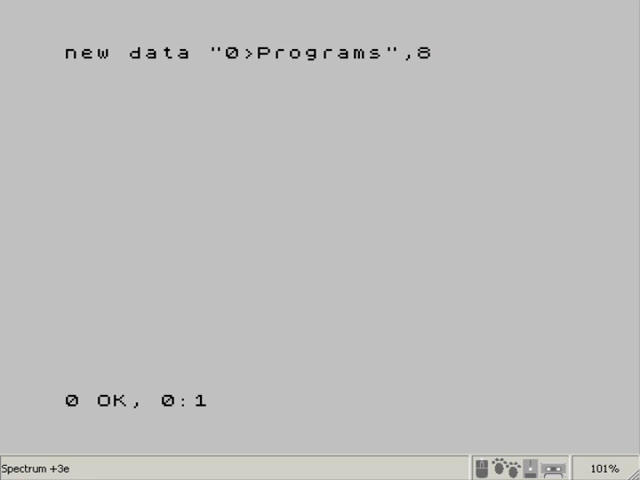 new data "0>Programs",8
0 OK, 0:1
Spectrum +3e
101%